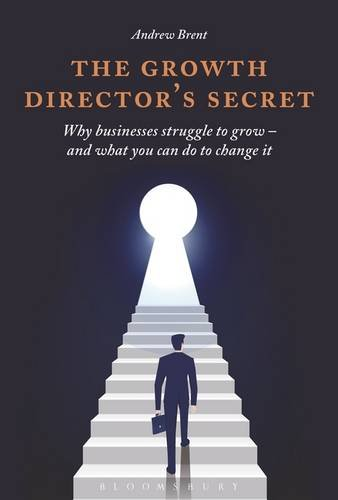 Andrew Brent
THE GROWTH
DIRECTOR'S SECRET
Why businesses struggle to grow –
and what you can do to change it
BLOOMSBURY